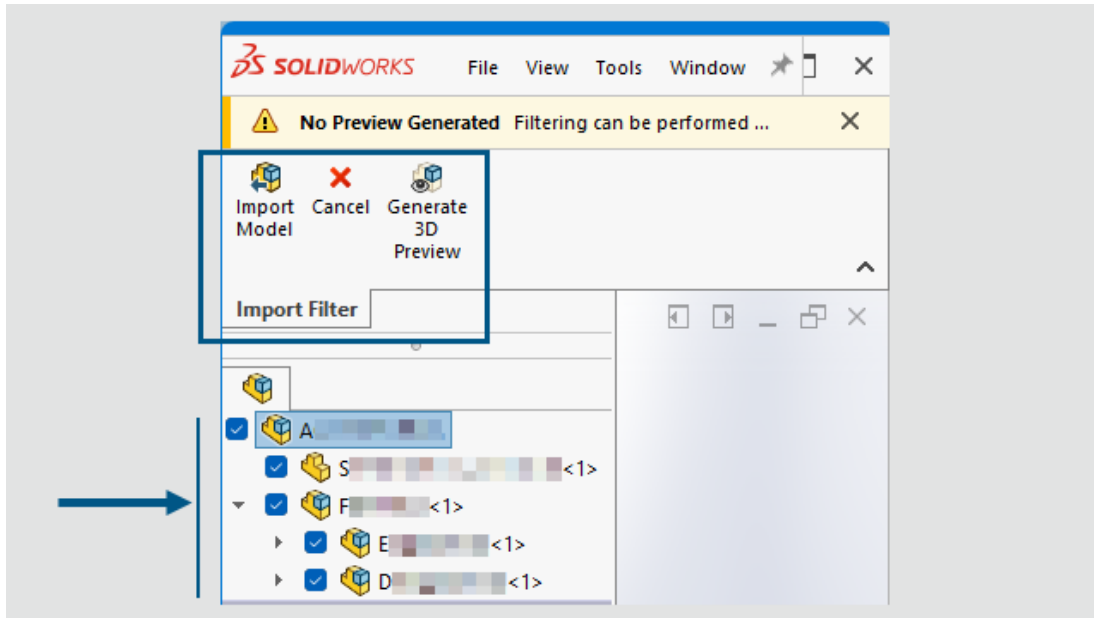 SOLIDWORKS File View Tools Window
No Preview Generated Filtering can be performed ...
Import Model Cancel Generate 3D Preview
Import Filter
A
S <1>
F <1>
E <1>
D <1>